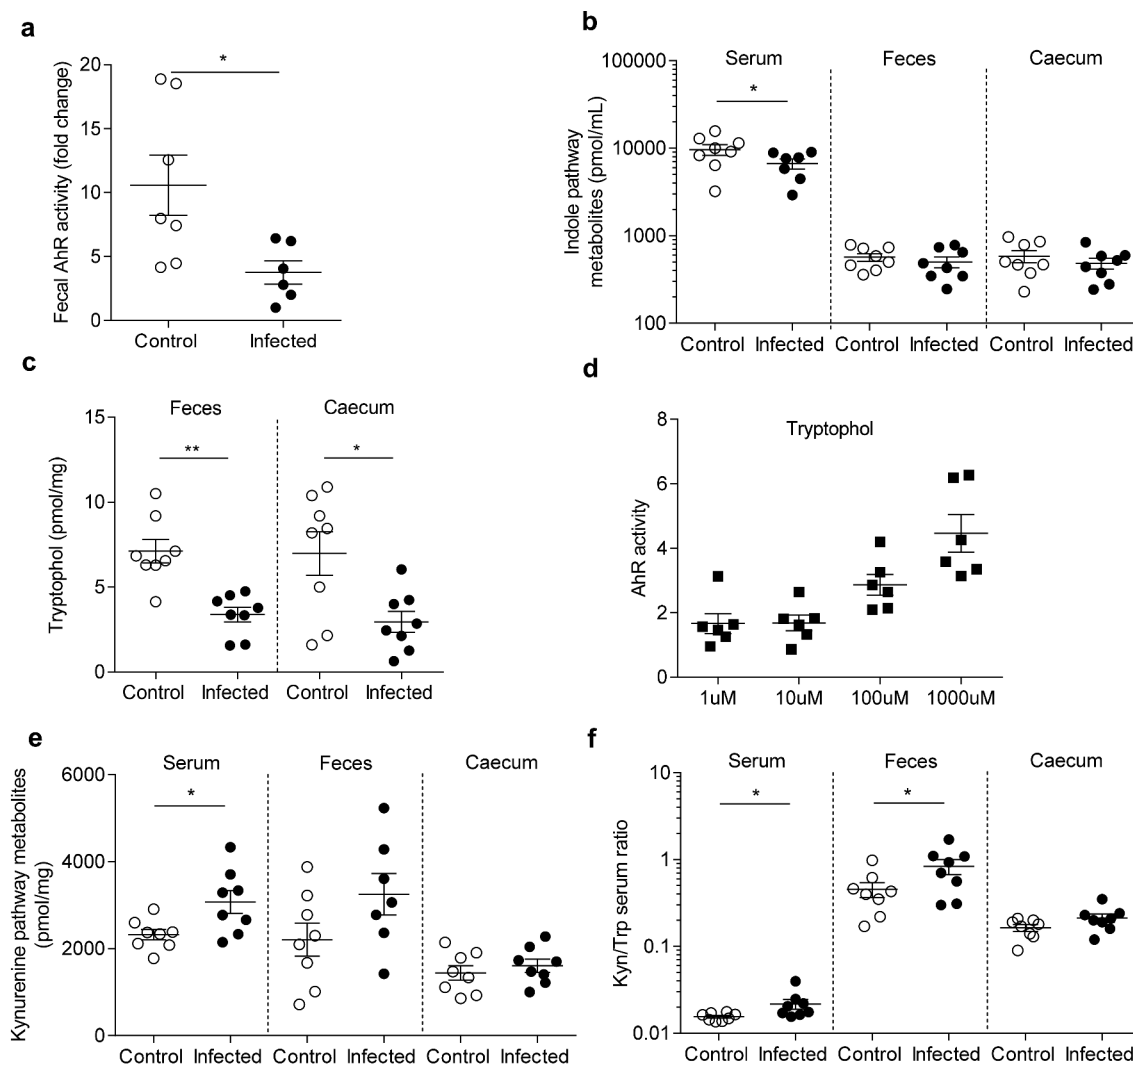 a
*
20
15
10
5
0
Fecal AhR activity (fold change)
Control Infected
b
Serum Feces Caecum
*
100000
10000
1000
100
Indole pathway
metabolites (pmol/mL)
Control Infected Control Infected Control Infected
c
Feces Caecum
** *
15
10
5
0
Tryptophol (pmol/mg)
Control Infected Control Infected
d
Tryptophol
8
6
4
2
0
AhR activity
1uM 10uM 100uM 1000uM
e
Serum Feces Caecum
*
6000
4000
2000
0
Kynurenine pathway metabolites
(pmol/mg)
Control Infected Control Infected Control Infected
f
Serum Feces Caecum
* *
10
1
0.1
0.01
Kyn/Trp serum ratio
Control Infected Control Infected Control Infected